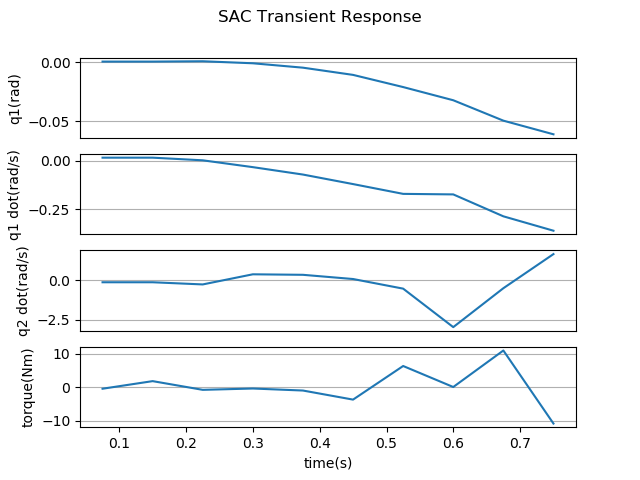 SAC Transient Response
q1(rad)
0.00
−0.05
q1 dot(rad/s)
0.00
−0.25
q2 dot(rad/s)
0.0
−2.5
torque(Nm)
10
0
−10
0.1 0.2 0.3 0.4 0.5 0.6 0.7
time(s)